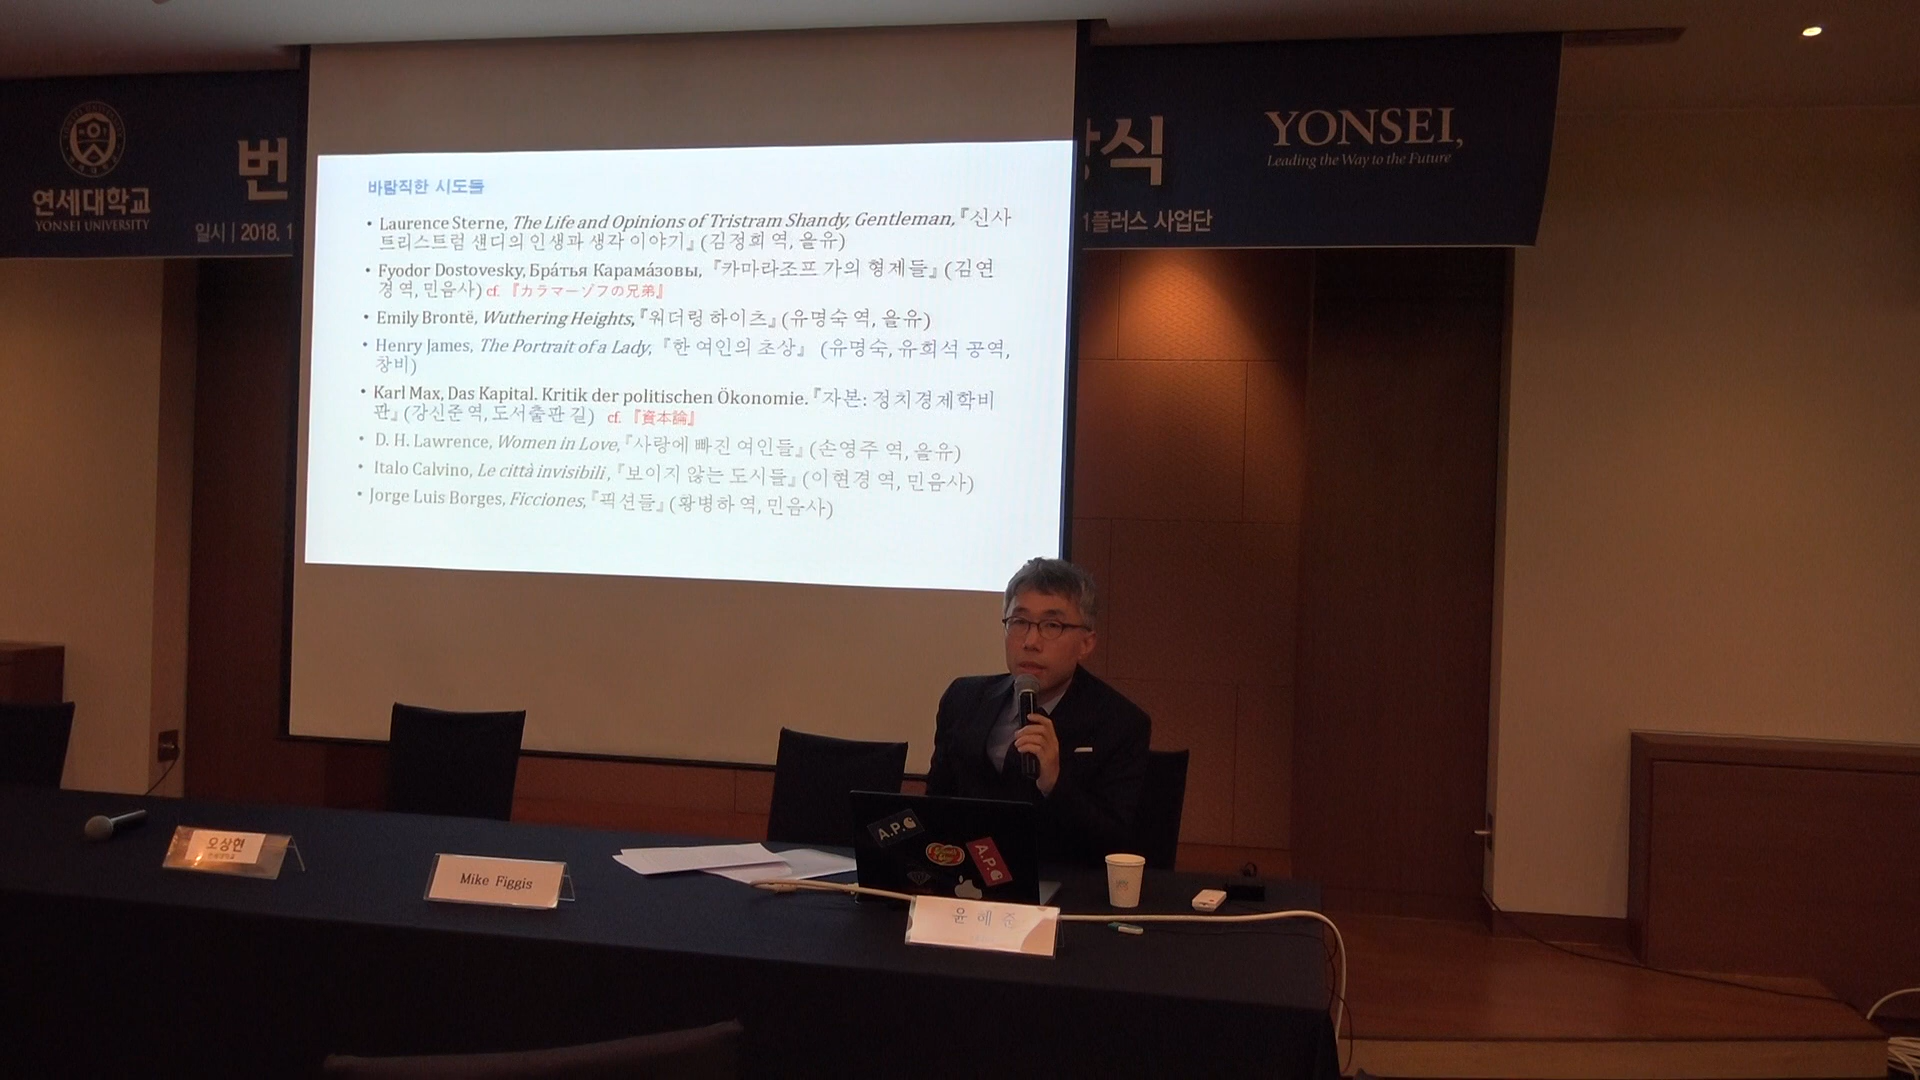 연세대학교
YONSEI UNIVERSITY
번
일시 | 2018. 1
식
1플러스 사업단
YONSEI,
Leading the Way to the Future
바람직한 시도들
• Laurence Sterne, The Life and Opinions of Tristram Shandy, Gentleman,『신사
트리스트럼 샌디의 인생과 생각 이야기』(김정희 역, 을유)
• Fyodor Dostovesky, Брáтья Карамáзовы, 『카마라조프 가의 형제들』(김연
경 역, 민음사) cf. 『カラマーゾフの兄弟』
• Emily Brontë, Wuthering Heights,『워더링 하이츠』(유명숙 역, 을유)
• Henry James, The Portrait of a Lady, 『한 여인의 초상』 (유명숙, 유희석 공역,
창비)
• Karl Max, Das Kapital. Kritik der politischen Ökonomie.『자본: 정치경제학비
판』(강신준 역, 도서출판 길) cf. 『資本論』
• D. H. Lawrence, Women in Love,『사랑에 빠진 여인들』(손영주 역, 을유)
• Italo Calvino, Le città invisibili,『보이지 않는 도시들』(이현경 역, 민음사)
• Jorge Luis Borges, Ficciones,『픽션들』(황병하 역, 민음사)
A.P.C
A.P.C
오상현
Mike Figgis
윤 혜 준